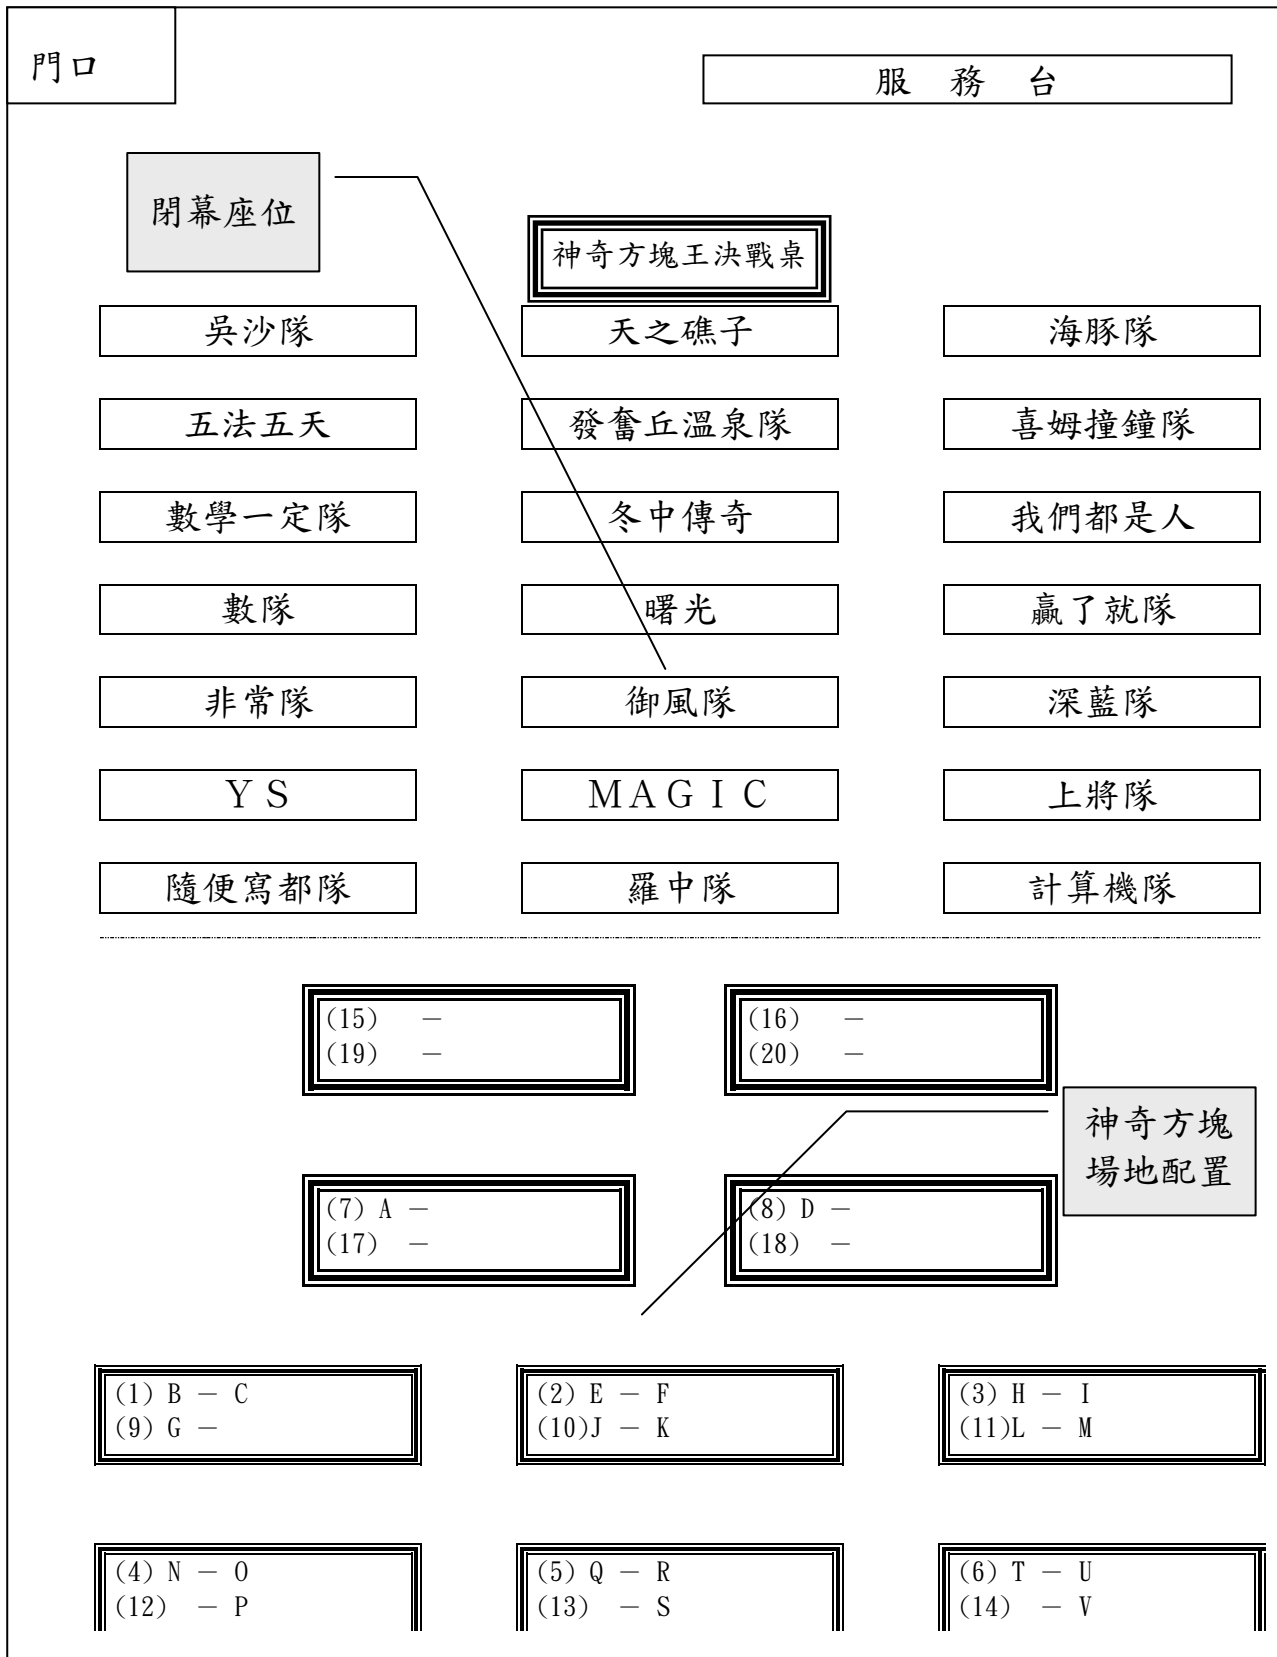 門口
服 務 台
閉幕座位
神奇方塊王決戰桌
吳沙隊
天之礁子
海豚隊
五法五天
發奮丘溫泉隊
喜姆撞鐘隊
數學一定隊
冬中傳奇
我們都是人
數隊
曙光
贏了就隊
非常隊
御風隊
深藍隊
ＹＳ
ＭＡＧＩＣ
上將隊
隨便寫都隊
羅中隊
計算機隊
(15) －
(19) －
(16) －
(20) －
神奇方塊
場地配置
(7) A －
(17) －
(8) D －
(18) －
(1) B － C
(9) G －
(2) E － F
(10)J － K
(3) H － I
(11)L － M
(4) N － O
(12) － P
(5) Q － R
(13) － S
(6) T － U
(14) － V